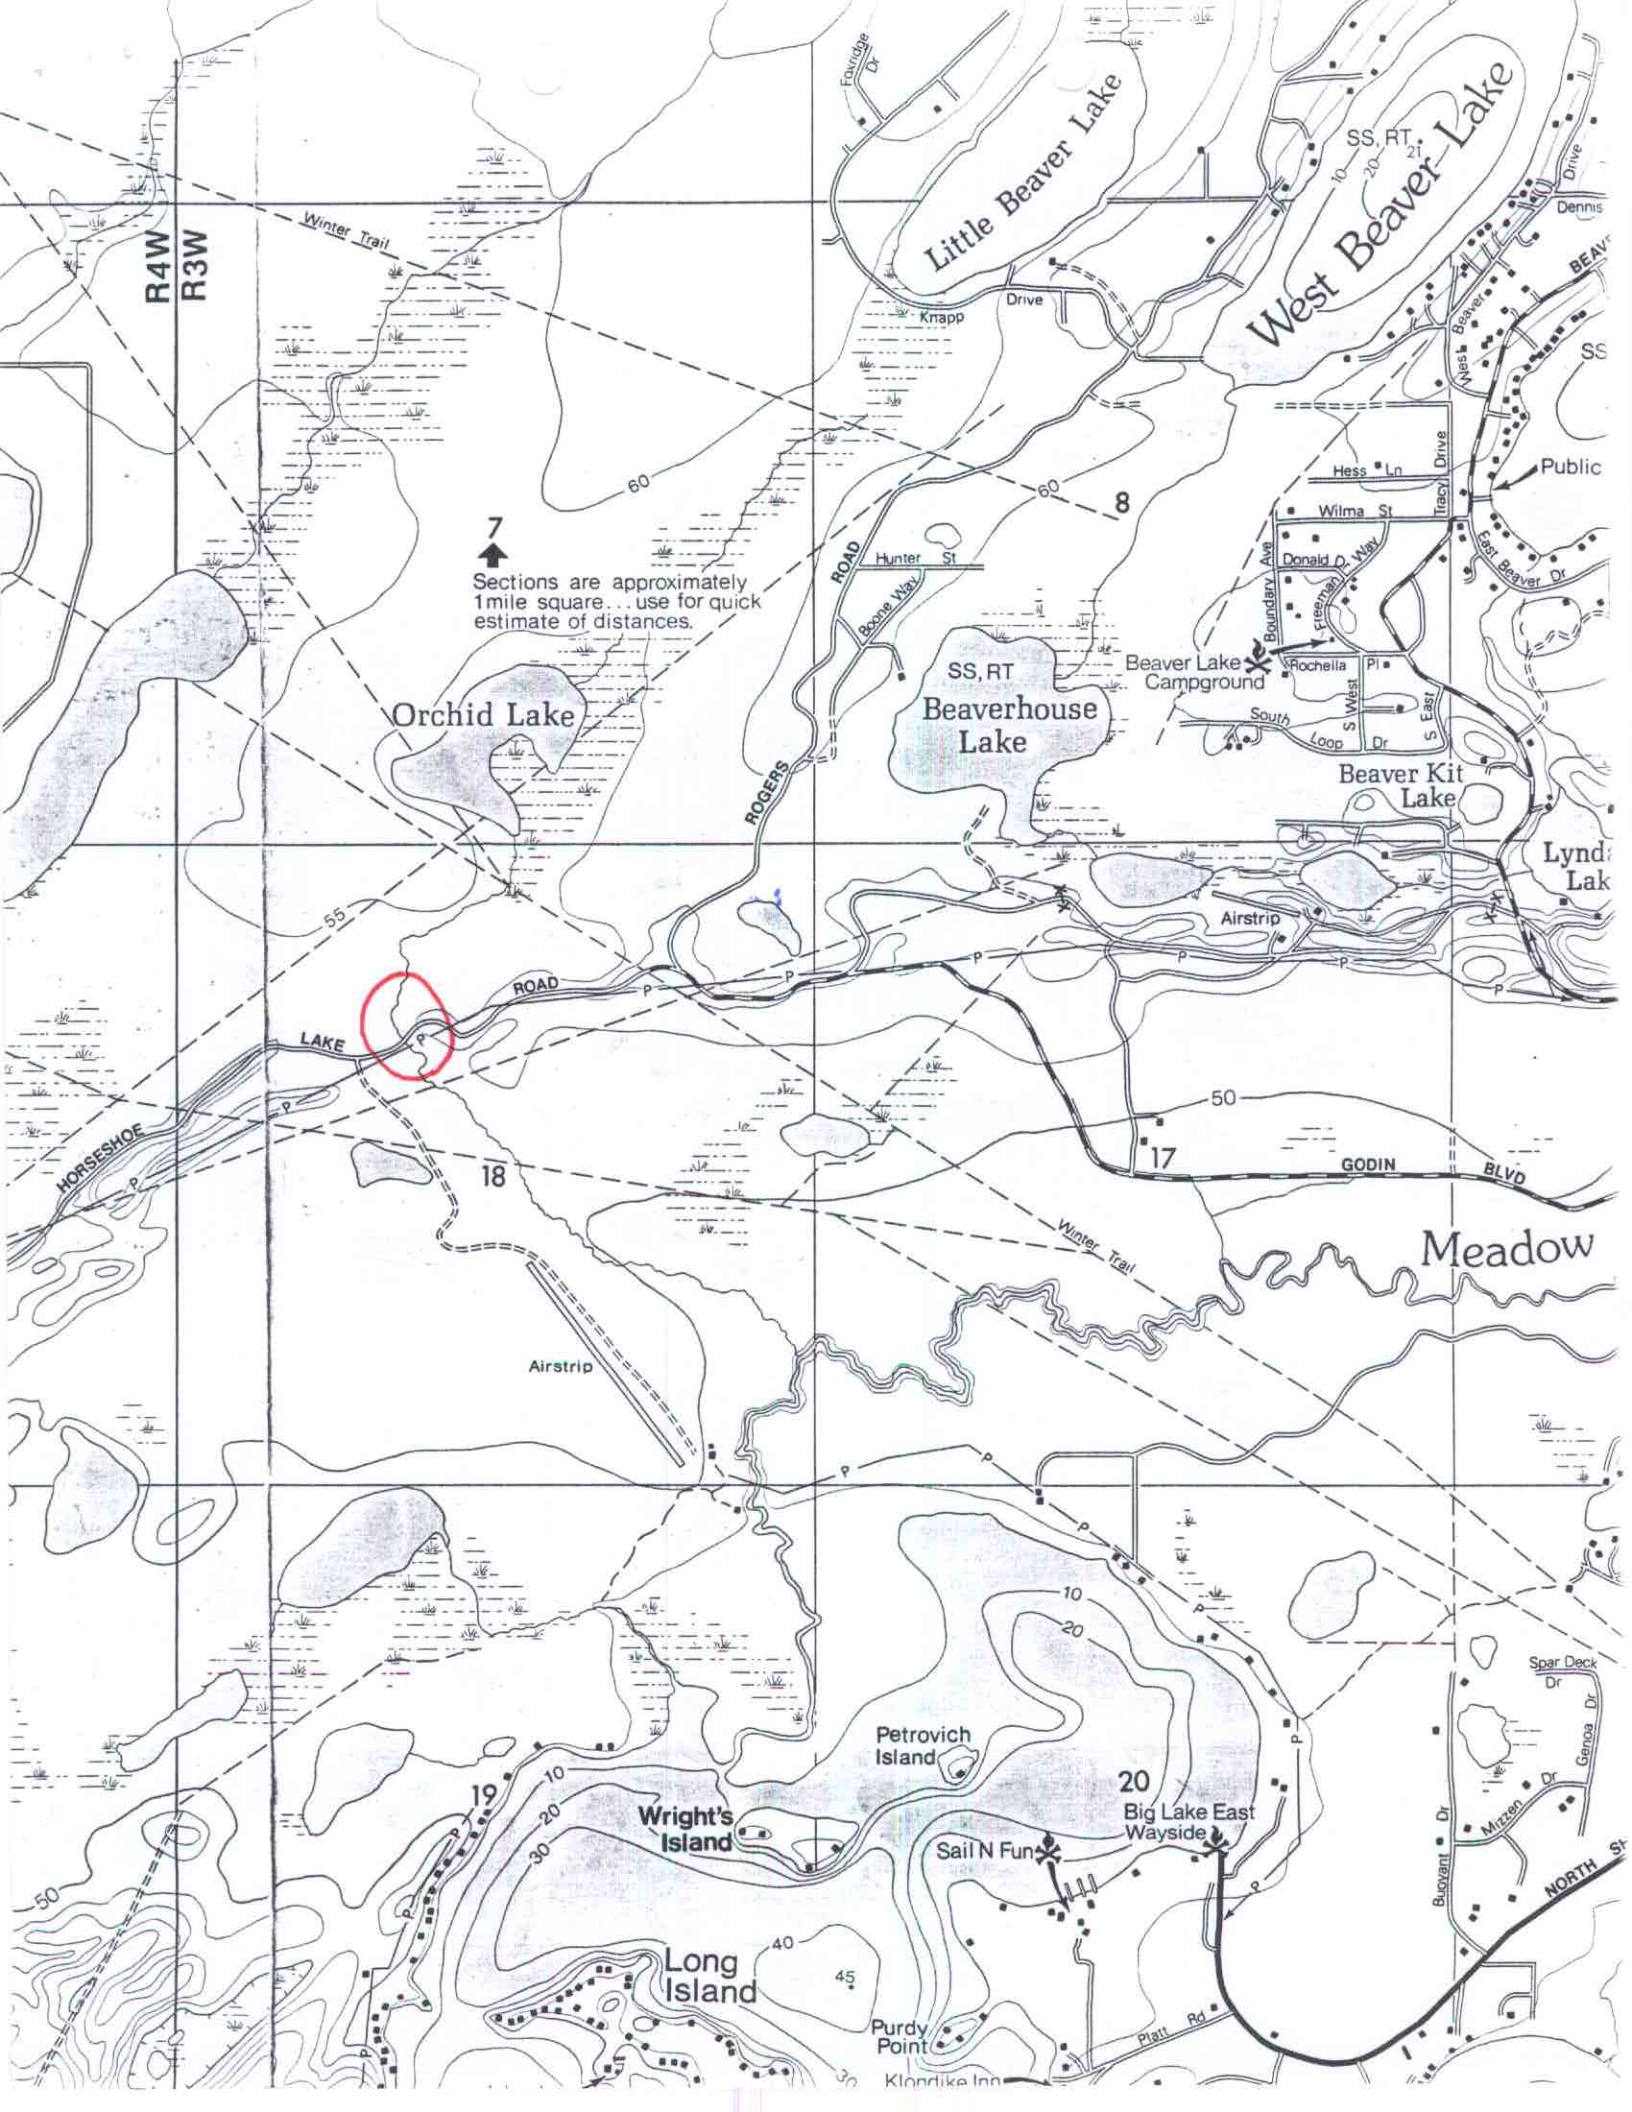 Foxridge
Dr
Little Beaver Lake
SS, RT
21
10
20
West Beaver Lake
Drive
Dennis
R4W
R3W
Winter Trail
BEAV
Knapp
Drive
West Beaver
SS
60
60
8
Hess Ln
Tracy Drive
Public
7
Sections are approximately
1 mile square...use for quick
estimate of distances.
ROAD
Hunter St
Boone Way
Wilma St
Boundary Ave
Donald D. Way
Freeman
East
Beaver Dr
Beaver Lake
Campground
Rochella Pl
SS, RT
Beaverhouse
Lake
Orchid Lake
South
Loop Dr
S West
S East
Beaver Kit
Lake
ROGERS
Lynda
Lak
55
X-X
Airstrip
X-X
P
P
P
P
P
P
ROAD
LAKE
P
P
P
HORSESHOE
50
18
17
GODIN BLVD
Winter Trail
Meadow
Airstrip
P
P
P
10
20
P
Spar Deck
Dr
Genoa Dr
P
Petrovich
Island
19
10
20
30
P
Wright's
Island
20
Big Lake East
Wayside
Sail N Fun
Mizzen Dr
Buoyant Dr
NORTH SH
50
P
P
Long
Island
40
45
Purdy
Point
Platt Rd
P
30
Klondike Inn